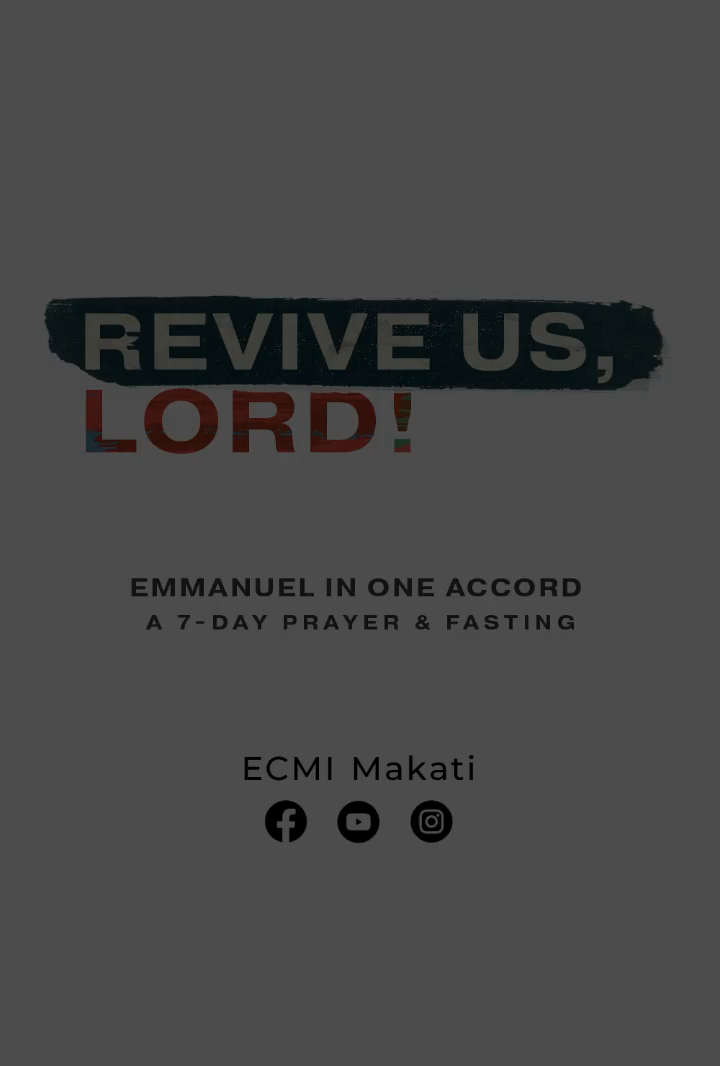 REVIVE US,
LORD!
EMMANUEL IN ONE ACCORD
A 7-DAY PRAYER & FASTING
ECMI Makati